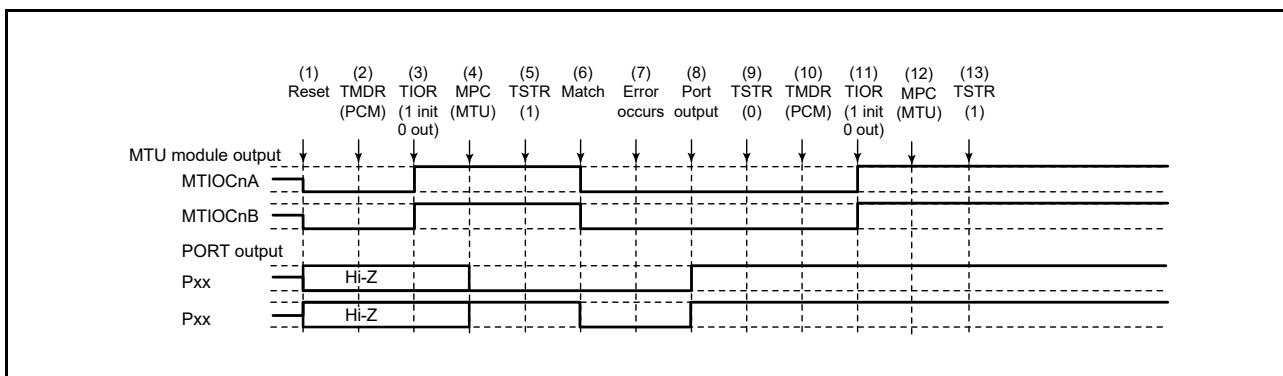 (1) (2) (3) (4) (5) (6) (7) (8) (9) (10) (11) (12) (13)
Reset TMDR TIOR MPC TSTR Match Error Port TSTR TMDR TIOR MPC TSTR
(PCM) (1 init (MTU) (1) occurs output (0) (PCM) (1 init (MTU) (1)
0 out) 0 out)
MTU module output
MTIOCnA
MTIOCnB
PORT output
Pxx Hi-Z
Pxx Hi-Z